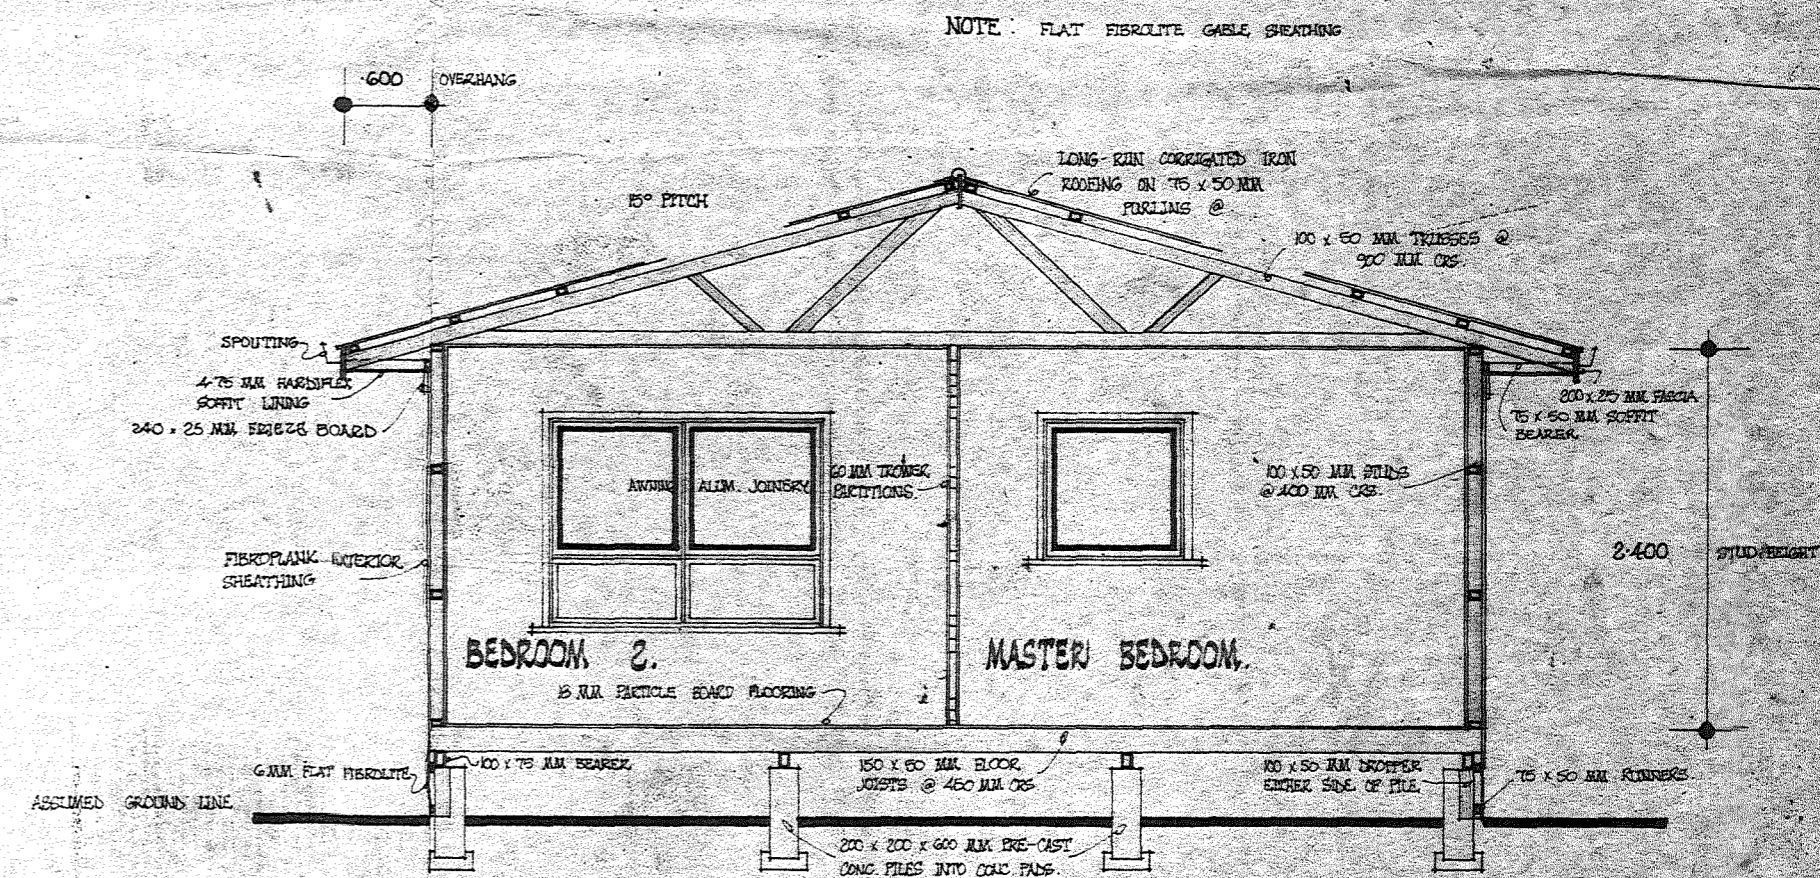 NOTE: FLAT FIBROLITE GABLE SHEATHING
·600 OVERHANG
LONG-RUN CORRIGATED IRON
ROOFING ON 75 x 50 MM
PURLINS @
15° PITCH
100 x 50 MM TRUSSES @
900 MM CRS.
SPOUTING
4·75 MM HARDIFLEX
SOFFIT LINING
240 x 25 MM FRIEZE BOARD
200 x 25 MM FASCIA
75 x 50 MM SOFFIT
BEARER
AWNING ALUM. JOINERY
60 MM TROWER
PARTITIONS.
100 x 50 MM STUDS
@ 400 MM CRS.
FIBROPLANK EXTERIOR
SHEATHING
2·400 STUD HEIGHT
BEDROOM 2.
MASTER BEDROOM.
PARTICLE BOARD FLOORING
6 MM FLAT FIBROLITE
100 x 75 MM BEARER
150 x 50 MM FLOOR
JOISTS @ 450 MM CRS
100 x 50 MM DROPPER
EITHER SIDE OF PILE
75 x 50 MM RUNNERS.
ASSUMED GROUND LINE
200 x 200 x 600 MM PRE-CAST
CONC. PILES INTO CONC. PADS.